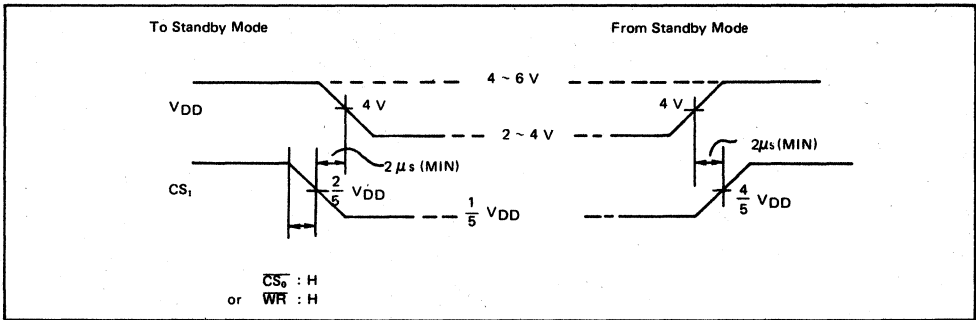 To Standby Mode
From Standby Mode
4 ~ 6 V
VDD
4 V
4 V
2 ~ 4 V
2 μs (MIN)
2μs (MIN)
CS1
2/5 VDD
1/5 VDD
4/5 VDD
CS0 : H
or WR : H